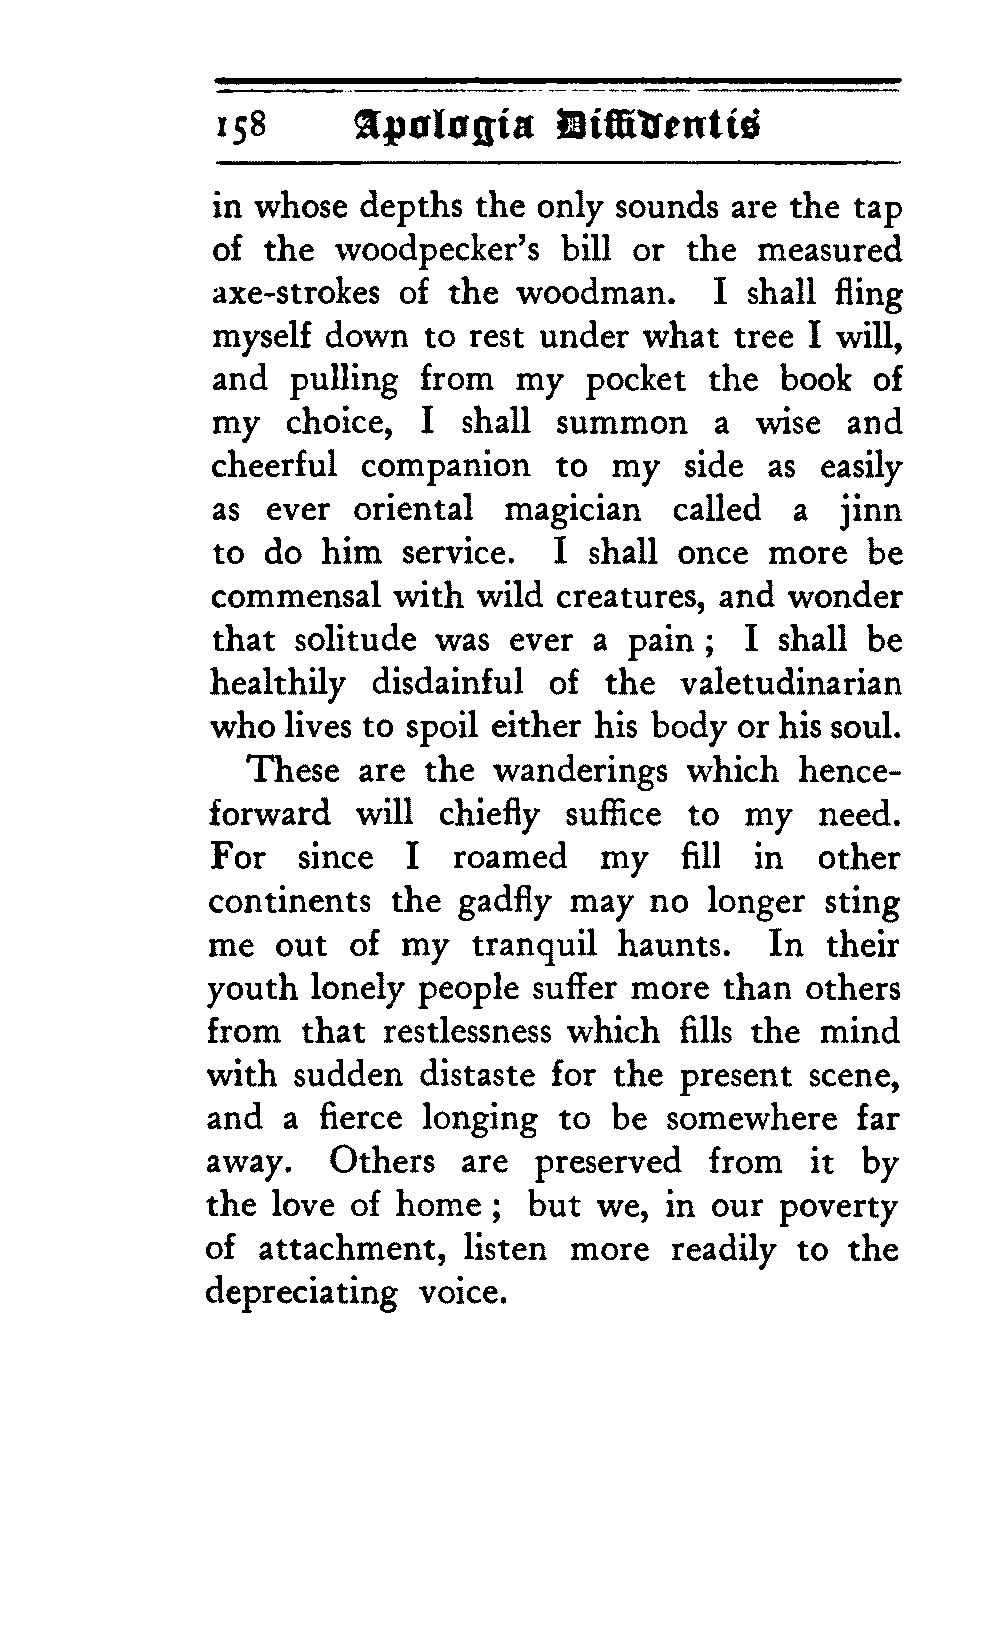 158 Apologia Diffidentis
in whose depths the only sounds are the tap
of the woodpecker's bill or the measured
axe-strokes of the woodman. I shall fling
myself down to rest under what tree I will,
and pulling from my pocket the book of
my choice, I shall summon a wise and
cheerful companion to my side as easily
as ever oriental magician called a jinn
to do him service. I shall once more be
commensal with wild creatures, and wonder
that solitude was ever a pain ; I shall be
healthily disdainful of the valetudinarian
who lives to spoil either his body or his soul.
These are the wanderings which hence-
forward will chiefly suffice to my need.
For since I roamed my fill in other
continents the gadfly may no longer sting
me out of my tranquil haunts. In their
youth lonely people suffer more than others
from that restlessness which fills the mind
with sudden distaste for the present scene,
and a fierce longing to be somewhere far
away. Others are preserved from it by
the love of home ; but we, in our poverty
of attachment, listen more readily to the
depreciating voice.